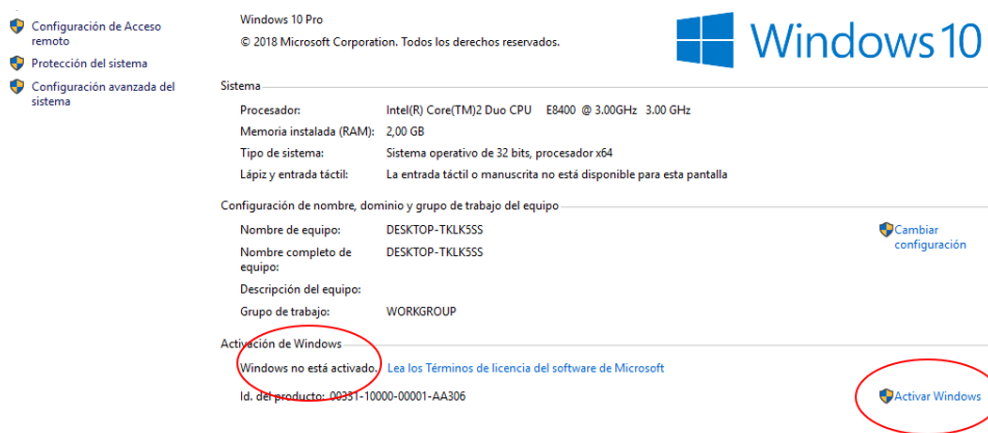 Configuración de Acceso
remoto
Protección del sistema
Configuración avanzada del
sistema
Windows 10 Pro
© 2018 Microsoft Corporation. Todos los derechos reservados.
Windows 10
Sistema
Procesador: Intel(R) Core(TM)2 Duo CPU E8400 @ 3.00GHz 3.00 GHz
Memoria instalada (RAM): 2,00 GB
Tipo de sistema: Sistema operativo de 32 bits, procesador x64
Lápiz y entrada táctil: La entrada táctil o manuscrita no está disponible para esta pantalla
Configuración de nombre, dominio y grupo de trabajo del equipo
Nombre de equipo: DESKTOP-TKLK5SS
Cambiar
configuración
Nombre completo de
equipo: DESKTOP-TKLK5SS
Descripción del equipo:
Grupo de trabajo: WORKGROUP
Activación de Windows
Windows no está activado. Lea los Términos de licencia del software de Microsoft
Id. del producto: 00331-10000-00001-AA306
Activar Windows